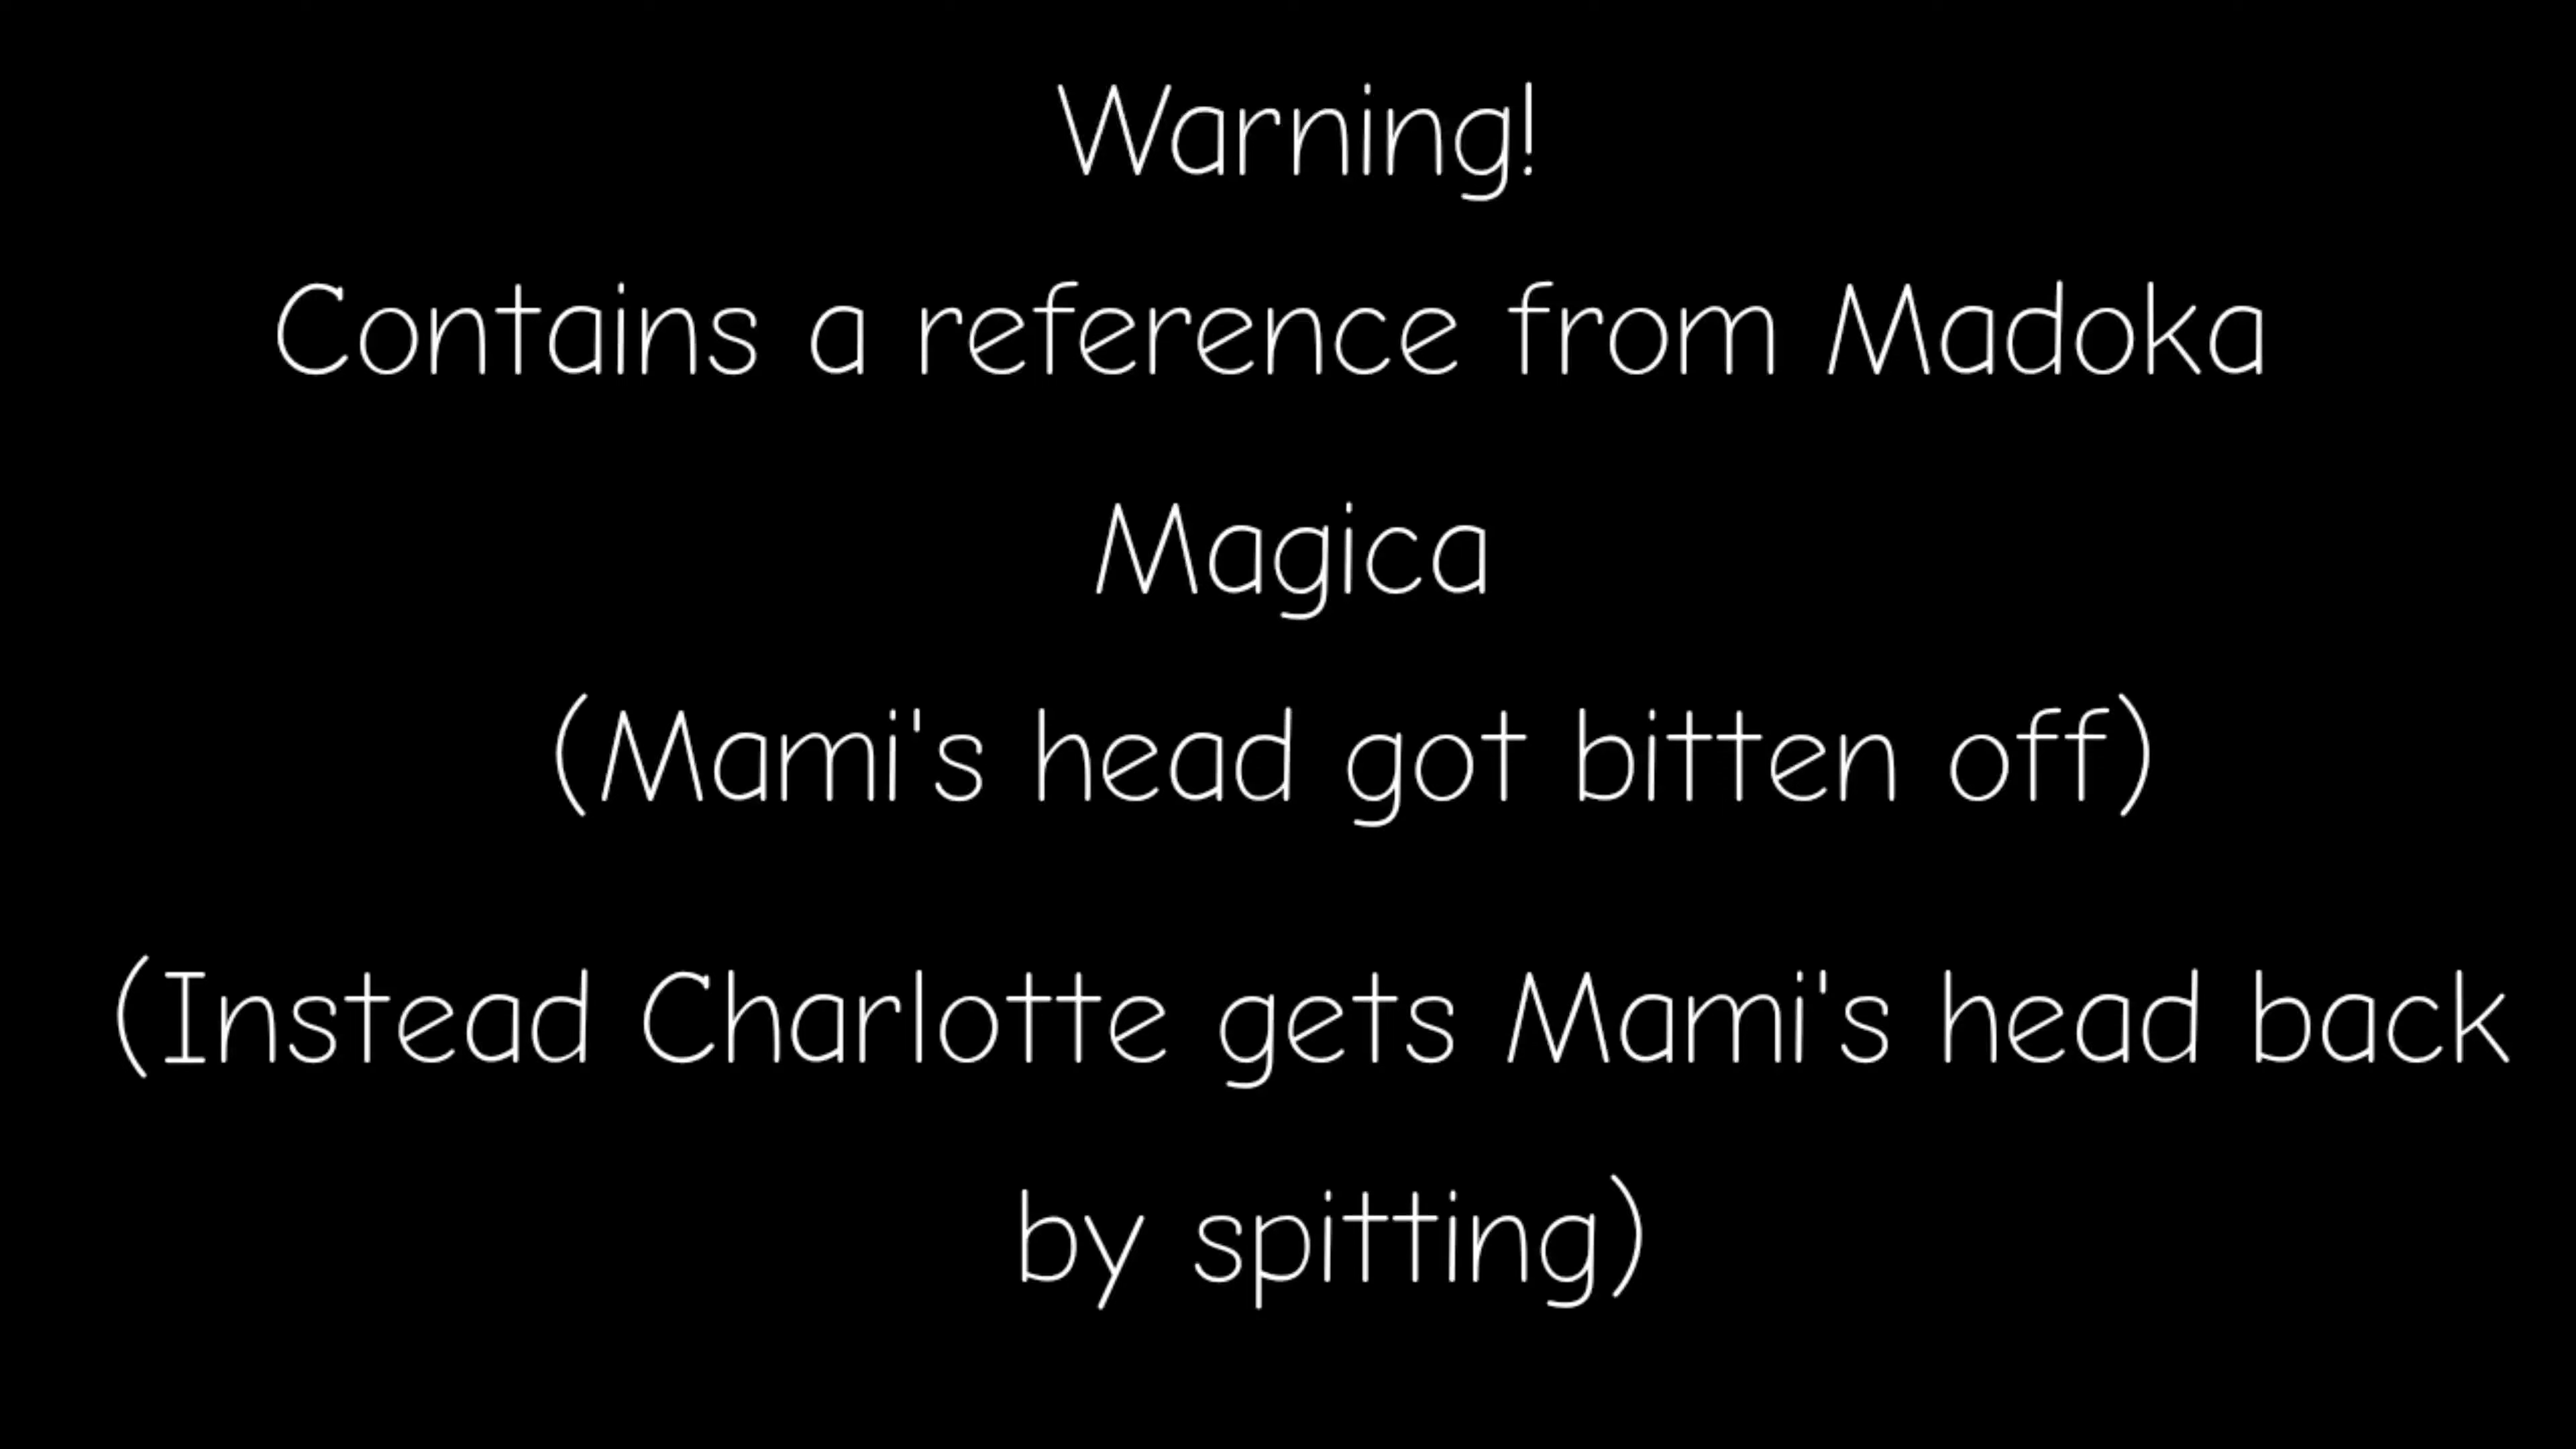 Warning!
Contains a reference from Madoka
Magica
(Mami's head got bitten off)
(Instead Charlotte gets Mami's head back
by spitting)